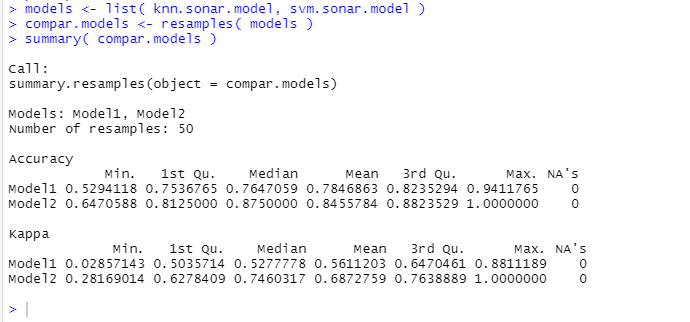 > models <- list( knn.sonar.model, svm.sonar.model )
> compar.models <- resamples( models )
> summary( compar.models )
Call:
summary.resamples(object = compar.models)
Models: Model1, Model2
Number of resamples: 50
Accuracy
Min. 1st Qu. Median Mean 3rd Qu. Max. NA's
Model1 0.5294118 0.7536765 0.7647059 0.7846863 0.8235294 0.9411765 0
Model2 0.6470588 0.8125000 0.8750000 0.8455784 0.8823529 1.0000000 0
Kappa
Min. 1st Qu. Median Mean 3rd Qu. Max. NA's
Model1 0.02857143 0.5035714 0.5277778 0.5611203 0.6470461 0.8811189 0
Model2 0.28169014 0.6278409 0.7460317 0.6872759 0.7638889 1.0000000 0
>